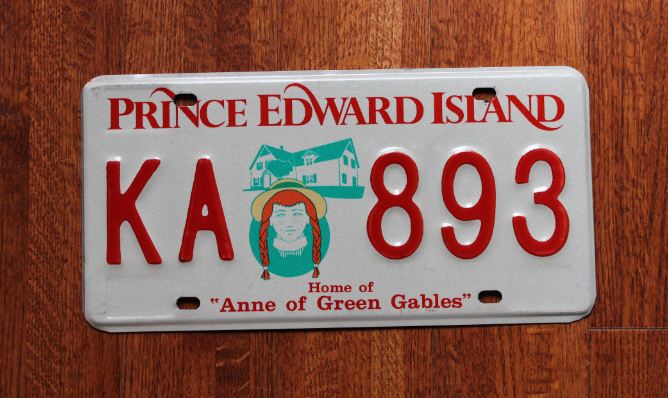 PRINCE EDWARD ISLAND
KA 893
Home of
"Anne of Green Gables"